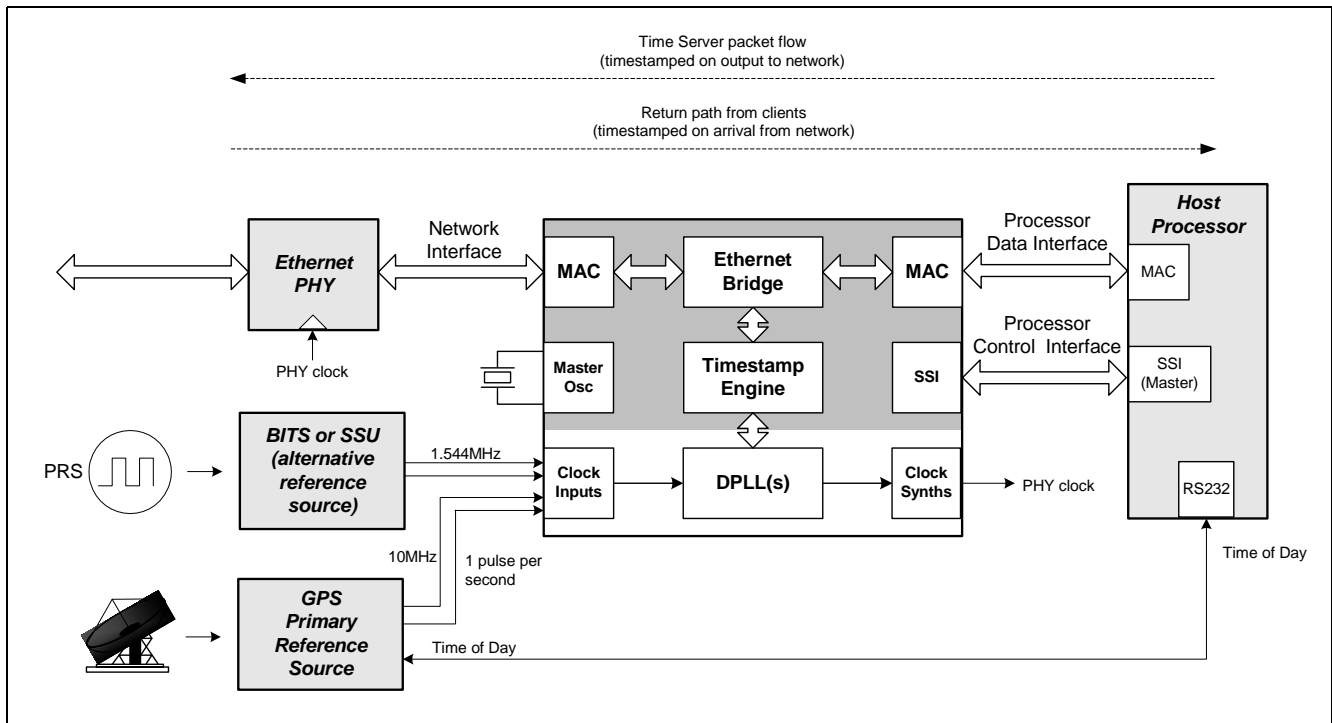 Time Server packet flow
(timestamped on output to network)
Return path from clients
(timestamped on arrival from network)
Host
Processor
Network
Interface
Processor
Data Interface
Ethernet
PHY
MAC
Ethernet
Bridge
MAC
MAC
PHY clock
Processor
Control Interface
Master
Osc
Timestamp
Engine
SSI
SSI
(Master)
PRS
BITS or SSU
(alternative
reference
source)
1.544MHz
Clock
Inputs
DPLL(s)
Clock
Synths
PHY clock
RS232
10MHz
1 pulse per
second
Time of Day
GPS
Primary
Reference
Source
Time of Day